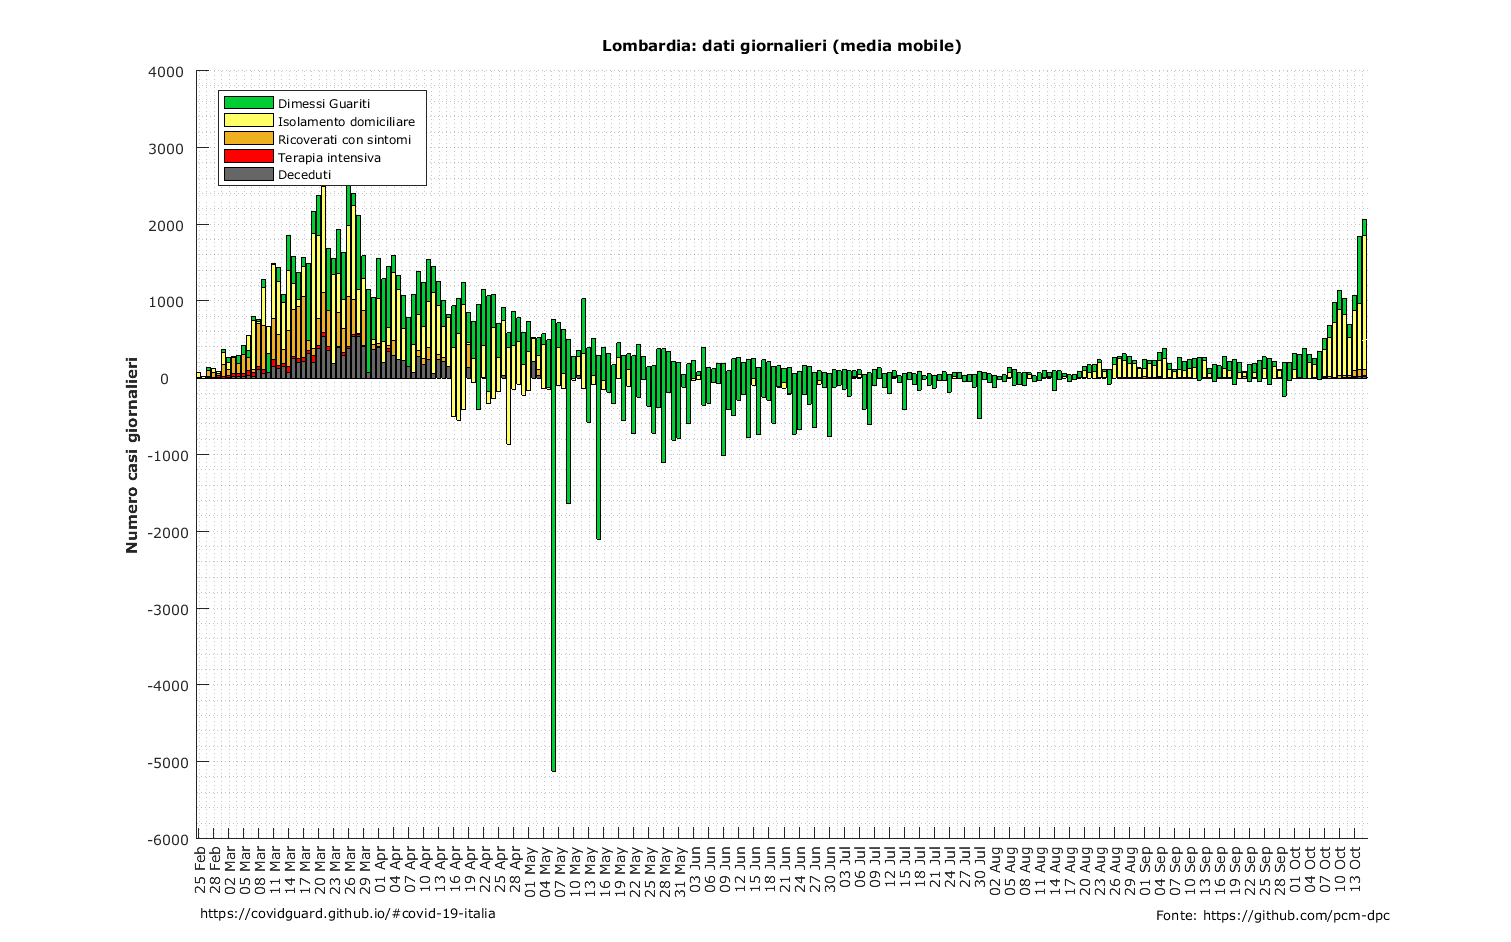 Lombardia: dati giornalieri (media mobile)
4000
3000
2000
1000
0
-1000
-2000
-3000
-4000
-5000
-6000
Numero casi giornalieri
Dimessi Guariti
Isolamento domiciliare
Ricoverati con sintomi
Terapia intensiva
Deceduti
25 Feb
28 Feb
02 Mar
05 Mar
08 Mar
11 Mar
14 Mar
17 Mar
20 Mar
23 Mar
26 Mar
29 Mar
01 Apr
04 Apr
07 Apr
10 Apr
13 Apr
16 Apr
19 Apr
22 Apr
25 Apr
28 Apr
01 May
04 May
07 May
10 May
13 May
16 May
19 May
22 May
25 May
28 May
31 May
03 Jun
06 Jun
09 Jun
12 Jun
15 Jun
18 Jun
21 Jun
24 Jun
27 Jun
30 Jun
03 Jul
06 Jul
09 Jul
12 Jul
15 Jul
18 Jul
21 Jul
24 Jul
27 Jul
30 Jul
02 Aug
05 Aug
08 Aug
11 Aug
14 Aug
17 Aug
20 Aug
23 Aug
26 Aug
29 Aug
01 Sep
04 Sep
07 Sep
10 Sep
13 Sep
16 Sep
19 Sep
22 Sep
25 Sep
28 Sep
01 Oct
04 Oct
07 Oct
10 Oct
13 Oct
https://covidguard.github.io/#covid-19-italia
Fonte: https://github.com/pcm-dpc